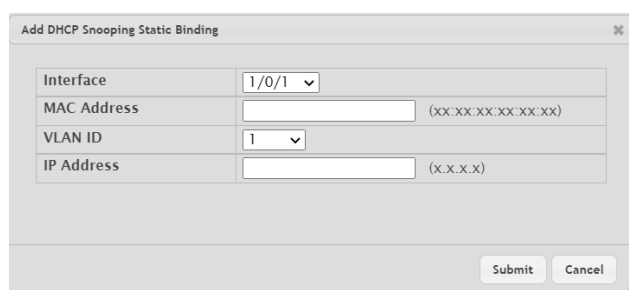 Add DHCP Snooping Static Binding
Interface 1/0/1
MAC Address (xx:xx:xx:xx:xx:xx)
VLAN ID 1
IP Address (x.x.x.x)
Submit Cancel